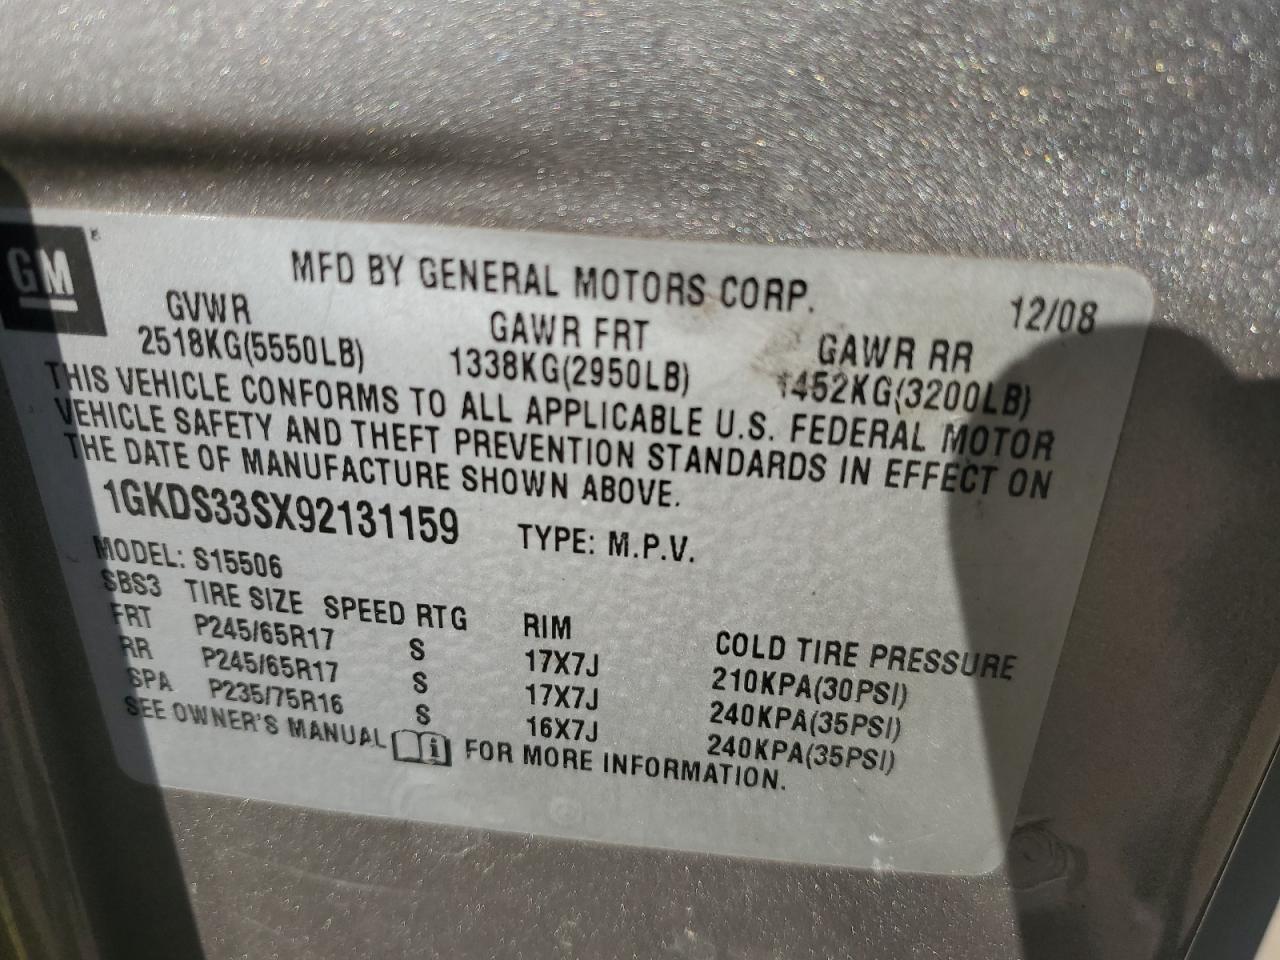 GM®
MFD BY GENERAL MOTORS CORP. 12/08
GVWR GAWR FRT GAWR RR
2518KG(5550LB) 1338KG(2950LB) 1452KG(3200LB)
THIS VEHICLE CONFORMS TO ALL APPLICABLE U.S. FEDERAL MOTOR
VEHICLE SAFETY AND THEFT PREVENTION STANDARDS IN EFFECT ON
THE DATE OF MANUFACTURE SHOWN ABOVE.
1GKDS33SX92131159 TYPE: M.P.V.
MODEL: S15506
SBS3 TIRE SIZE SPEED RTG RIM COLD TIRE PRESSURE
FRT P245/65R17 S 17X7J 210KPA(30PSI)
RR P245/65R17 S 17X7J 240KPA(35PSI)
SPA P235/75R16 S 16X7J 240KPA(35PSI)
SEE OWNER'S MANUAL FOR MORE INFORMATION.